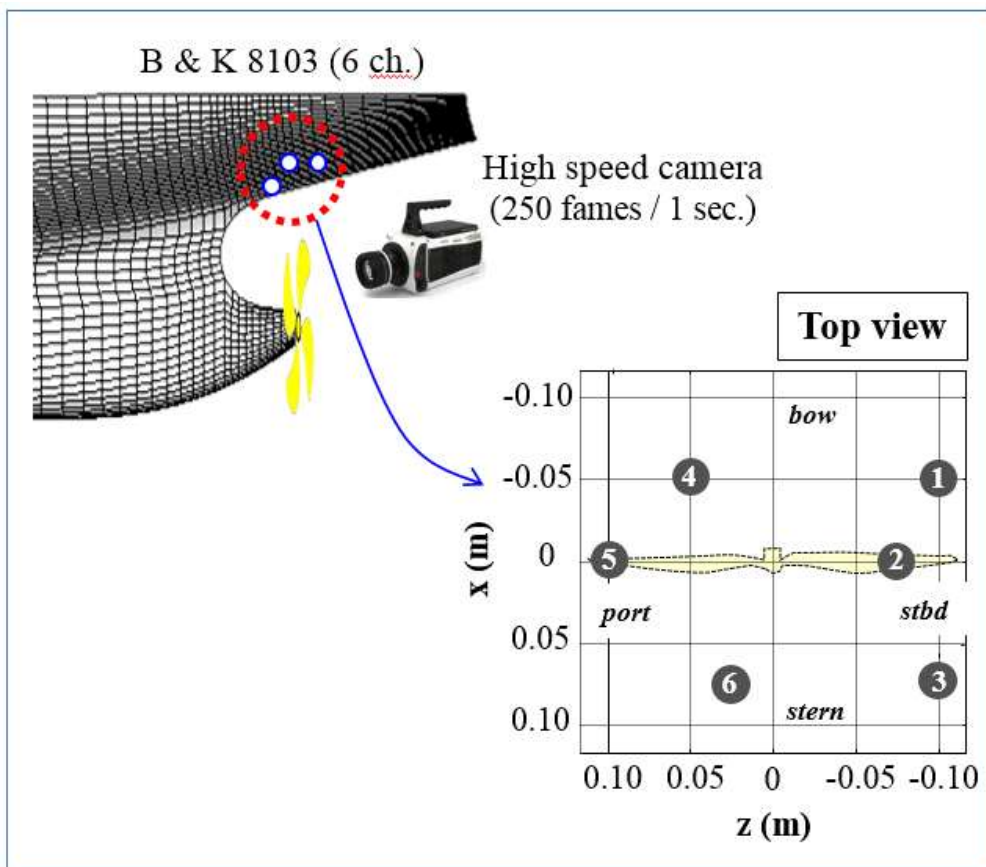 B & K 8103 (6 ch.)
High speed camera
(250 fames / 1 sec.)
Top view
-0.10
bow
4
1
-0.05
x (m)
0
5
2
port
stbd
0.05
6
3
0.10
stern
0.10 0.05 0 -0.05 -0.10
z (m)